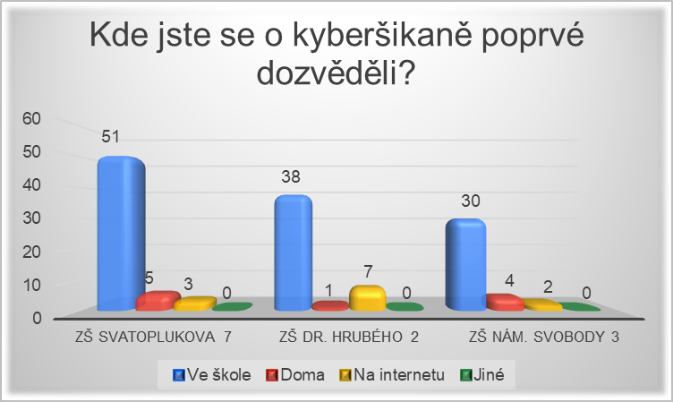 Kde jste se o kyberšikaně poprvé
dozvěděli?
60
50
40
30
20
10
0
51
5
3
0
38
1
7
0
30
4
2
0
ZŠ SVATOPLUKOVA 7
ZŠ DR. HRUBÉHO 2
ZŠ NÁM. SVOBODY 3
Ve škole
Doma
Na internetu
Jiné